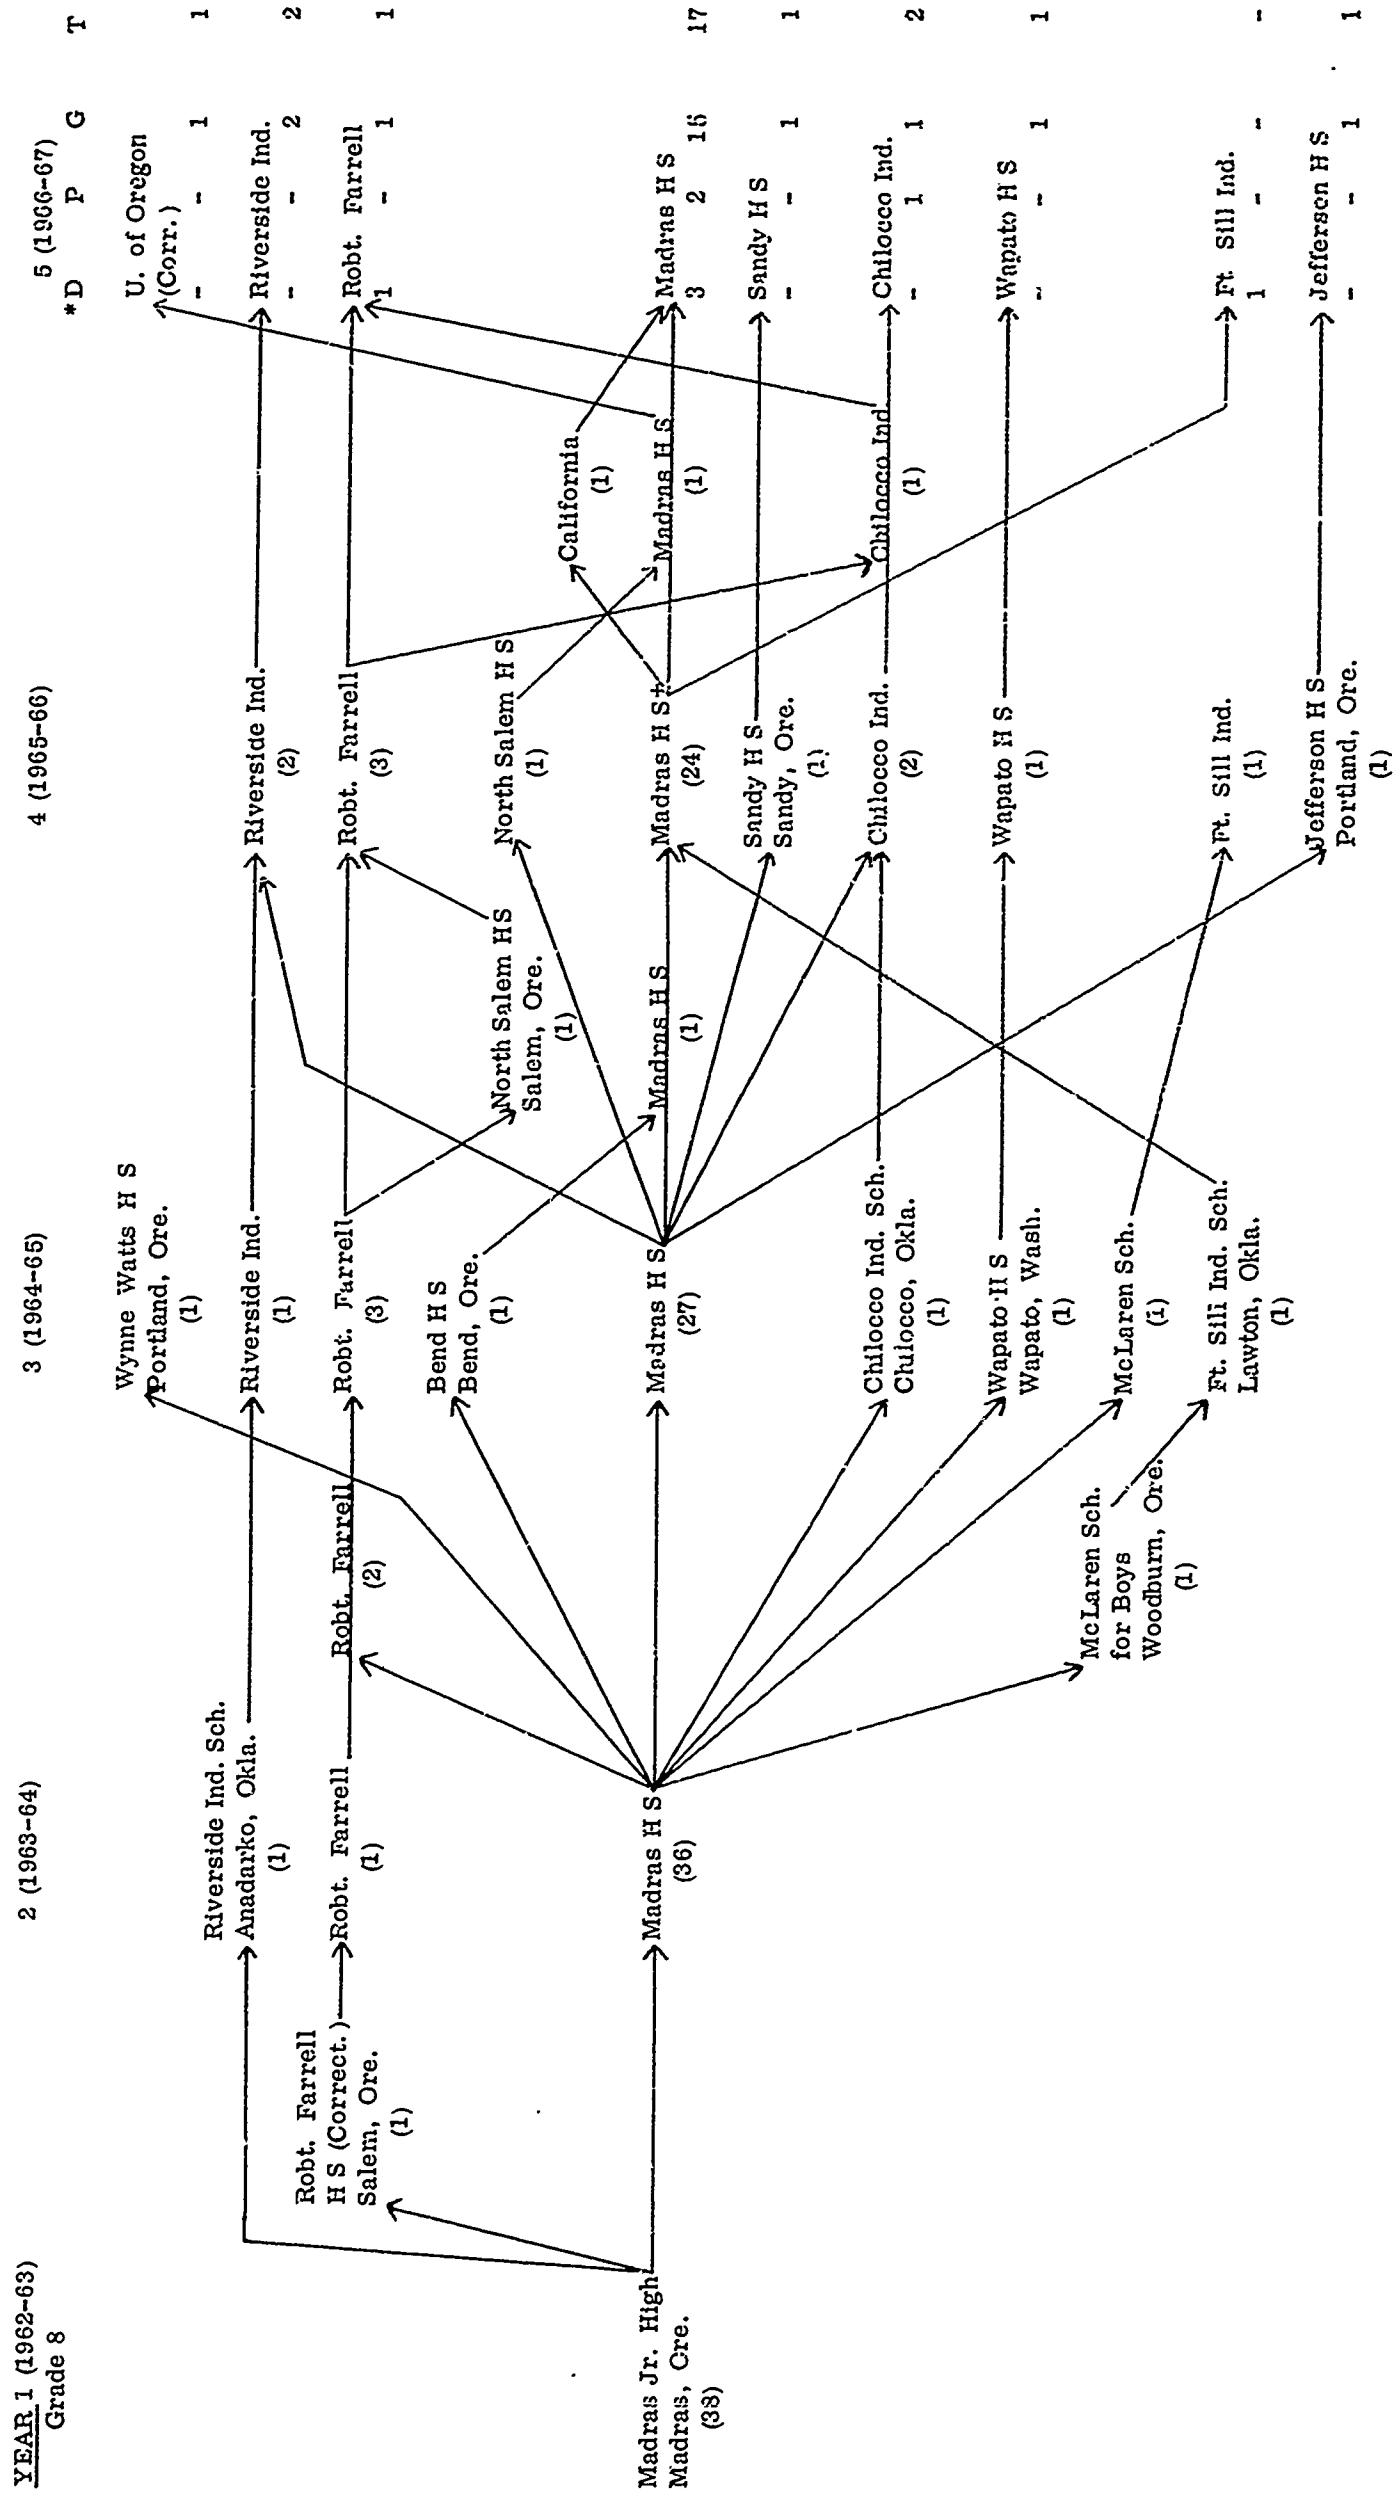 YEAR 1 (1962-63)
Grade 8
2 (1963-64)
3 (1964-65)
4 (1965-66)
5 (1966-67)
*D P G T
Madras Jr. High
Madras, Ore.
(38)
Robt. Farrell
H S (Correct.)
Salem, Ore.
(1)
Riverside Ind. Sch.
Anadarko, Okla.
(1)
Robt. Farrell
(1)
Madras H S
(36)
Robt. Farrell
(2)
McLaren Sch.
for Boys
Woodburn, Ore.
(1)
Wynne Watts H S
Portland, Ore.
(1)
Riverside Ind.
(1)
Robt. Farrell
(3)
Bend H S
Bend, Ore.
(1)
Madras H S
(27)
Chilocco Ind. Sch.
Chilocco, Okla.
(1)
Wapato H S
Wapato, Wash.
(1)
McLaren Sch.
(1)
Ft. Sill Ind. Sch.
Lawton, Okla.
(1)
North Salem HS
Salem, Ore.
(1)
Madras H S
(1)
Riverside Ind.
(2)
Robt. Farrell
(3)
North Salem H S
(1)
Madras H S+
(24)
Sandy H S
Sandy, Ore.
(1)
Chilocco Ind.
(2)
Wapato H S
(1)
Ft. Sill Ind.
(1)
Jefferson H S
Portland, Ore.
(1)
California
(1)
Madras H S
(1)
Chilocco Ind.
(1)
U. of Oregon
(Corr.)
- - 1 1
Riverside Ind.
- - 2 2
Robt. Farrell
1 - 1 1
Madras H S
3 2 15 17
Sandy H S
- - 1 1
Chilocco Ind.
- 1 1 2
Wapato H S
- - 1 1
Ft. Sill Ind.
1 - - -
Jefferson H S
- - 1 1